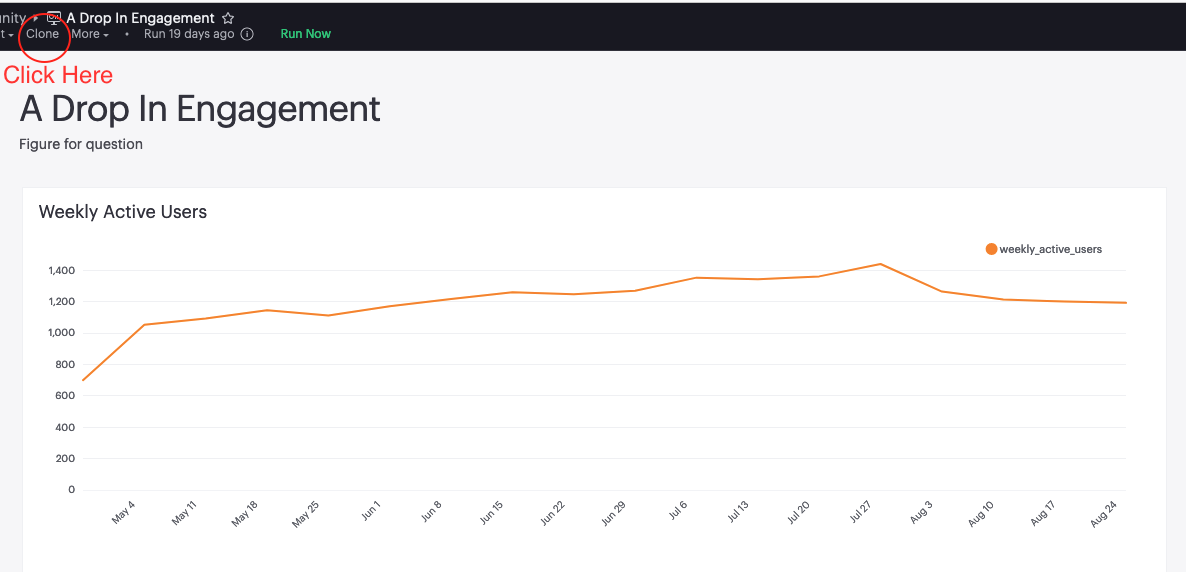 A Drop In Engagement
Clone More • Run 19 days ago Run Now
Click Here
A Drop In Engagement
Figure for question
Weekly Active Users
weekly_active_users
1,400
1,200
1,000
800
600
400
200
0
May 4 May 11 May 18 May 25 Jun 1 Jun 8 Jun 15 Jun 22 Jun 29 Jul 6 Jul 13 Jul 20 Jul 27 Aug 3 Aug 10 Aug 17 Aug 24